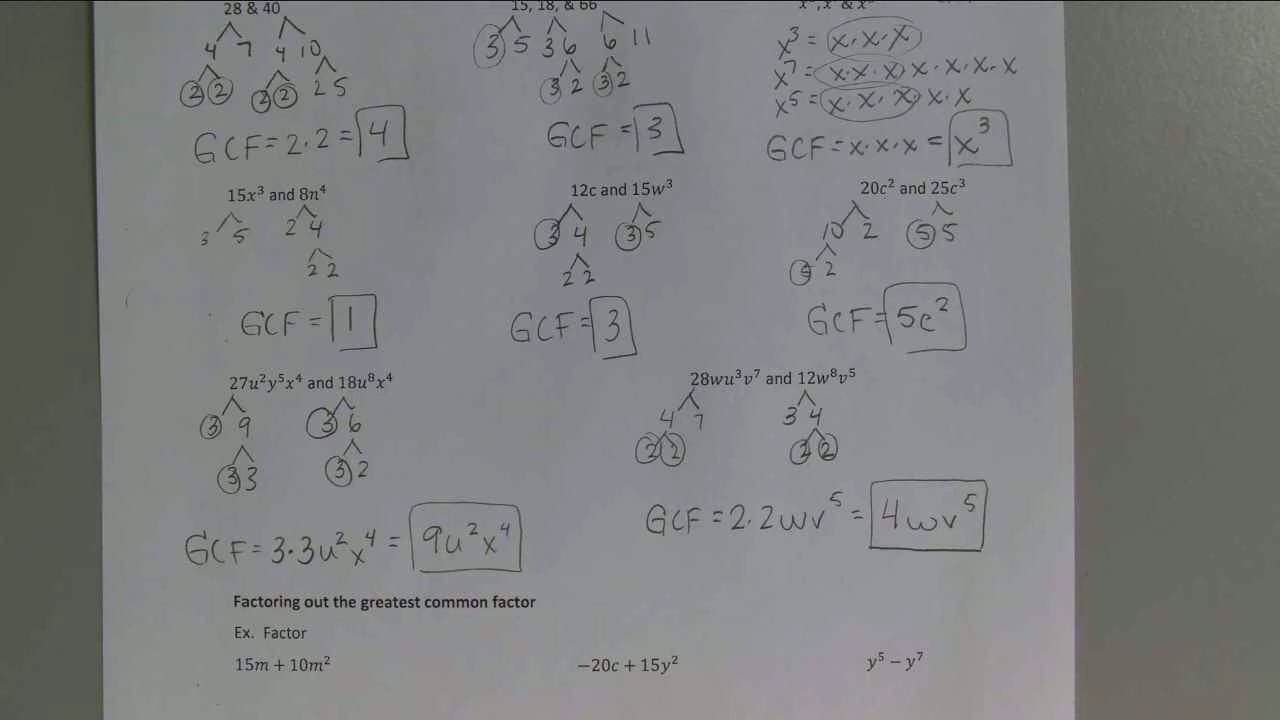 28 & 40
4 7 4 10
2 2 2 2 2 5
GCF = 2·2 = 4
15, 18, & 66
3 5 3 6 6 11
3 2 3 2
GCF = 3
x³ = x·x·x
x⁷ = x·x·x x·x·x·x
x⁵ = x·x·x·x·x
GCF = x·x·x = x³
15x³ and 8n⁴
3 5 2 4
2 2
GCF = 1
12c and 15w³
3 4 3 5
2 2
GCF = 3
20c² and 25c³
10 2 5 5
5 2
GCF = 5c²
27u²y⁵x⁴ and 18u⁸x⁴
3 9 3 6
3 3 3 2
GCF = 3·3u²x⁴ = 9u²x⁴
28wu³v⁷ and 12w⁸v⁵
4 7 3 4
2 2 2 2
GCF = 2·2wv⁵ = 4wv⁵
Factoring out the greatest common factor
Ex. Factor
15m + 10m² −20c + 15y² y⁵ − y⁷